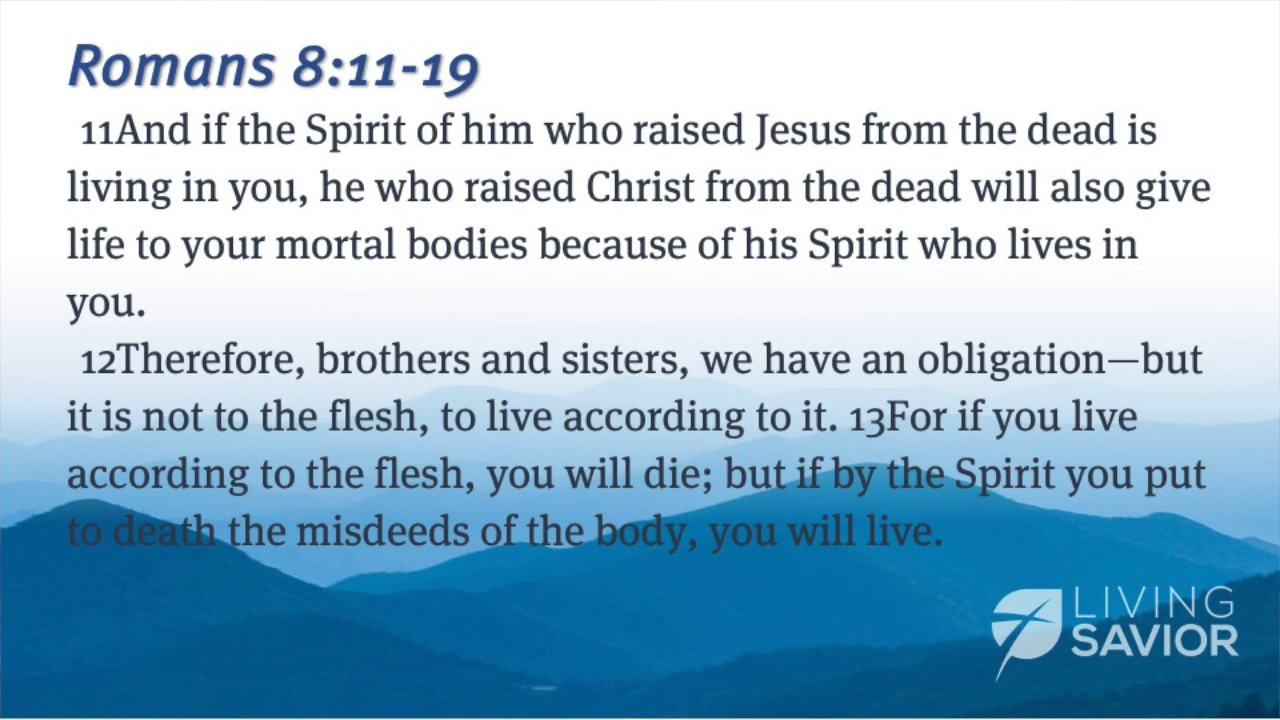 Romans 8:11-19
11And if the Spirit of him who raised Jesus from the dead is
living in you, he who raised Christ from the dead will also give
life to your mortal bodies because of his Spirit who lives in
you.
12Therefore, brothers and sisters, we have an obligation—but
it is not to the flesh, to live according to it. 13For if you live
according to the flesh, you will die; but if by the Spirit you put
to death the misdeeds of the body, you will live.
LIVING
SAVIOR